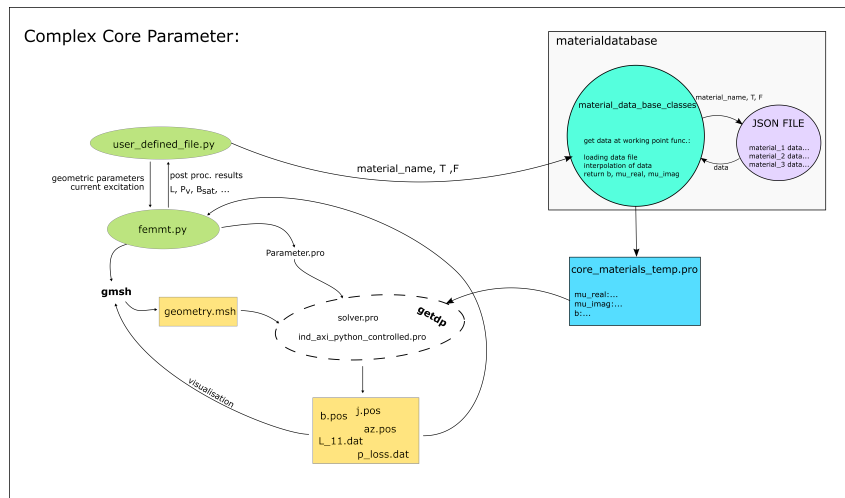 Complex Core Parameter:
materialdatabase
material_data_base_classes
get data at working point func.:
loading data file
interpolation of data
return b, mu_real, mu_imag
material_name, T, F
JSON FILE
material_1 data...
material_2 data...
material_3 data...
data
user_defined_file.py
material_name, T ,F
geometric parameters
current excitation
post proc. results
L, Pv, Bsat, ...
femmt.py
Parameter.pro
core_materials_temp.pro
mu_real:...
mu_imag:...
b:...
gmsh
geometry.msh
solver.pro
getdp
ind_axi_python_controlled.pro
visualisation
b.pos
j.pos
az.pos
L_11.dat
p_loss.dat